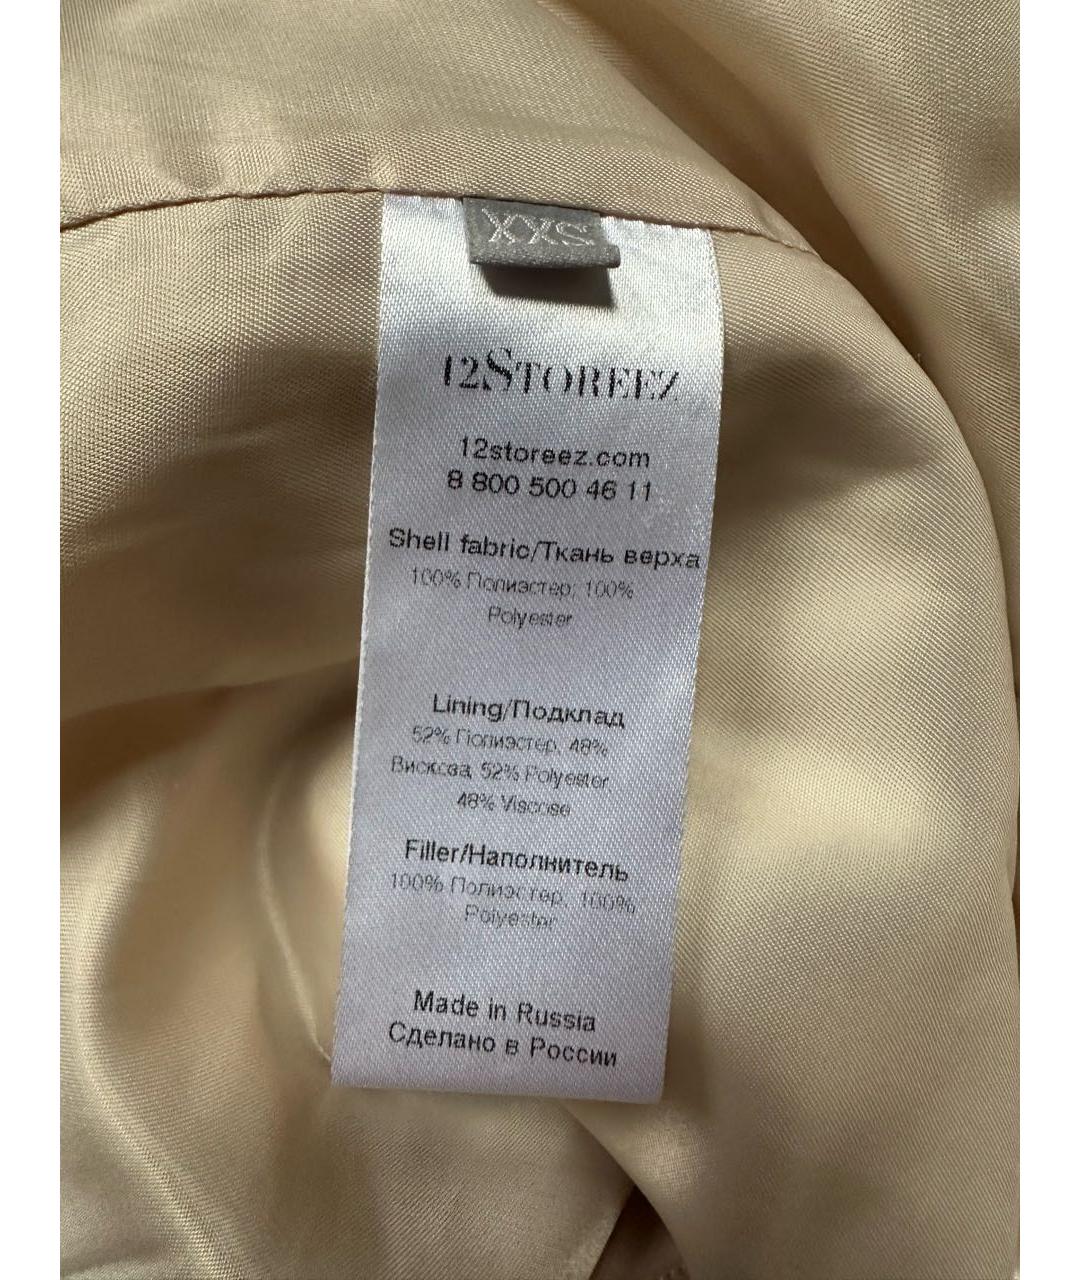 XXS
12STOREEZ
12storeez.com
8 800 500 46 11
Shell fabric/Ткань верха
100% Полиэстер; 100%
Polyester
Lining/Подклад
52% Полиэстер, 48%
Вискоза, 52% Polyester,
48% Viscose
Filler/Наполнитель
100% Полиэстер, 100%
Polyester
Made in Russia
Сделано в России